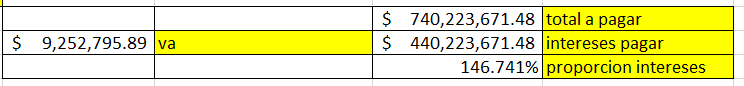 $ 740,223,671.48 total a pagar
$ 9,252,795.89 va $ 440,223,671.48 intereses pagar
146.741% proporcion intereses